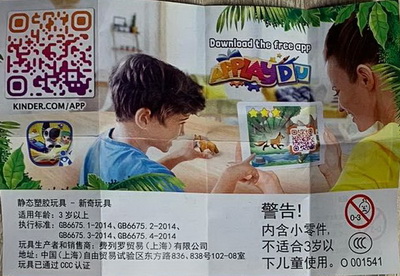 Download the free app
APPLAYDU
KINDER.COM/APP
静态塑胶玩具 - 新奇玩具
适用年龄: 3 岁以上
执行标准: GB6675.1-2014、GB6675.2-2014、
GB6675.3-2014、GB6675.4-2014
玩具生产者和销售商: 费列罗贸易(上海)有限公司
地址: 中国(上海)自由贸易试验区东方路836、838号102-08室
玩具已通过 CCC 认证
警告!
内含小零件,
不适合3岁以
下儿童使用。
0-3
CCC
O 001541